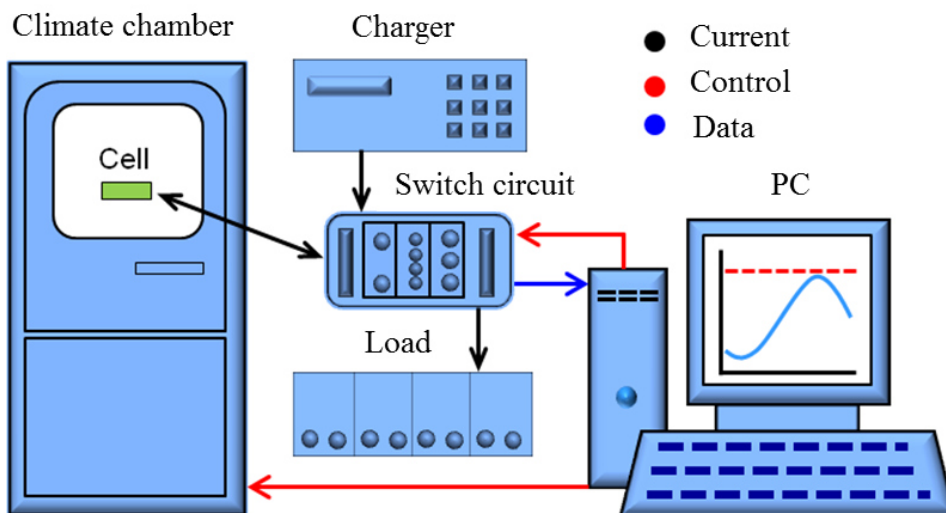 Climate chamber
Charger
Current
Control
Data
Cell
Switch circuit
PC
Load